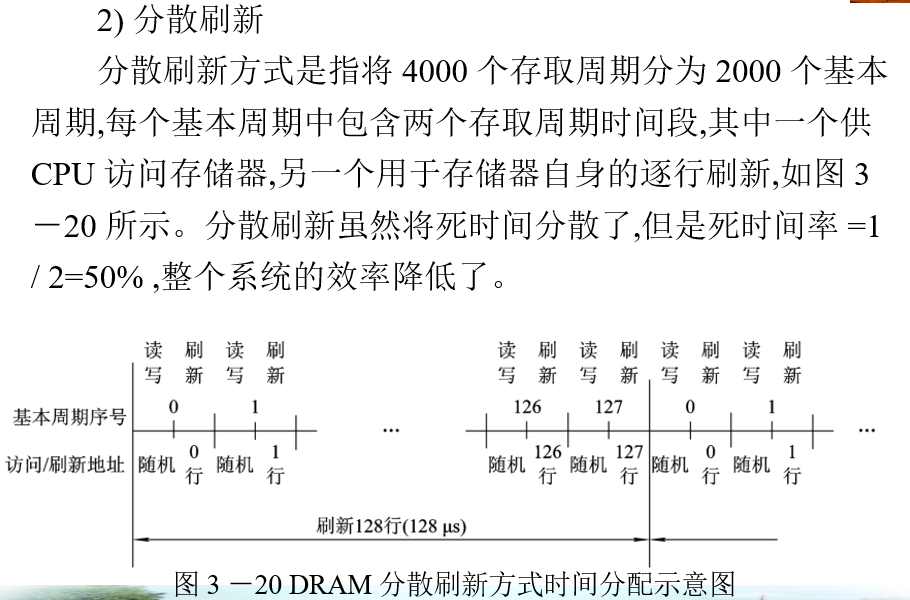 2) 分散刷新
分散刷新方式是指将 4000 个存取周期分为 2000 个基本
周期,每个基本周期中包含两个存取周期时间段,其中一个供
CPU 访问存储器,另一个用于存储器自身的逐行刷新,如图 3
－20 所示。分散刷新虽然将死时间分散了,但是死时间率 =1
/ 2=50% ,整个系统的效率降低了。
读 刷 读 刷 读 刷 读 刷 读 刷 读 刷
写 新 写 新 写 新 写 新 写 新 写 新
基本周期序号 0 1 ... 126 127 0 1 ...
访问/刷新地址 随机 0行 随机 1行 随机 126行 随机 127行 随机 0行 随机 1行
刷新128行(128 μs)
图 3 －20 DRAM 分散刷新方式时间分配示意图